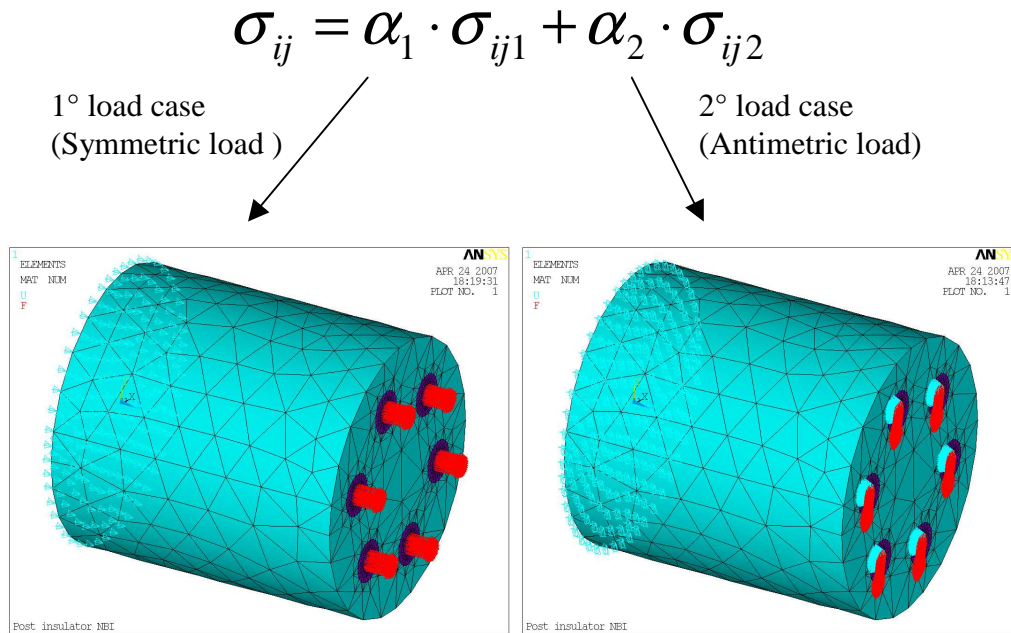 σij = α1 · σij1 + α2 · σij2
1° load case
(Symmetric load )
2° load case
(Antimetric load)
1
ELEMENTS
MAT NUM
U
F
ANSYS
APR 24 2007
18:19:31
PLOT NO. 1
X
Post insulator NBI
1
ELEMENTS
MAT NUM
U
F
ANSYS
APR 24 2007
18:13:47
PLOT NO. 1
X
Post insulator NBI